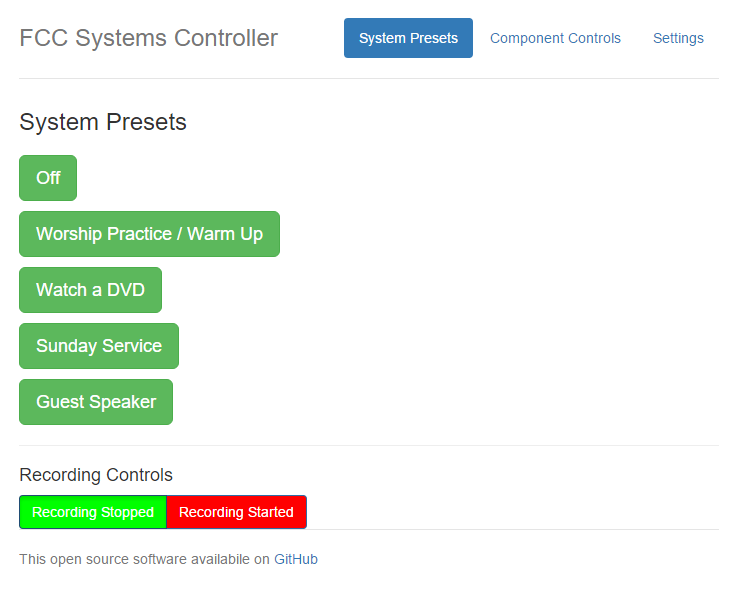 FCC Systems Controller
System Presets
Component Controls
Settings
System Presets
Off
Worship Practice / Warm Up
Watch a DVD
Sunday Service
Guest Speaker
Recording Controls
Recording Stopped
Recording Started
This open source software availabile on GitHub